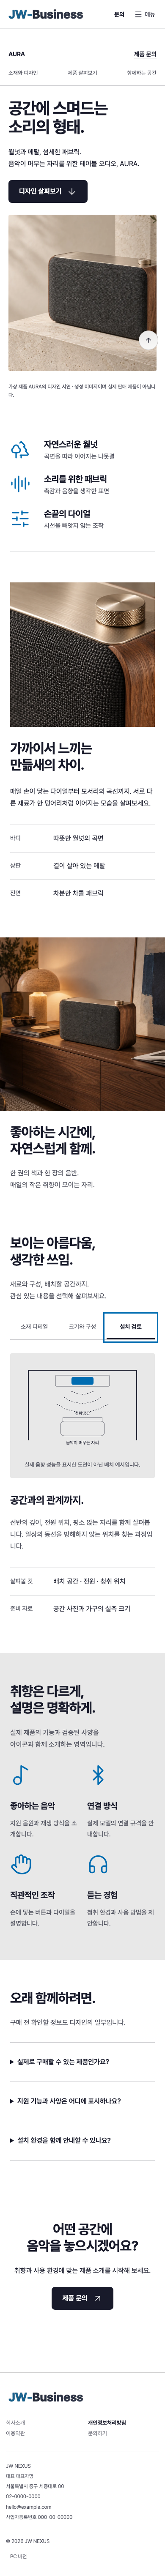 JW-Business
문의
메뉴
AURA
제품 문의
소재와 디자인
제품 살펴보기
함께하는 공간
공간에 스며드는
소리의 형태.
월넛과 메탈, 섬세한 패브릭.
음악이 머무는 자리를 위한 테이블 오디오, AURA.
디자인 살펴보기
가상 제품 AURA의 디자인 시연 · 생성 이미지이며 실제 판매 제품이 아닙니
다.
자연스러운 월넛
곡면을 따라 이어지는 나뭇결
소리를 위한 패브릭
촉감과 음향을 생각한 표면
손끝의 다이얼
시선을 빼앗지 않는 조작
가까이서 느끼는
만듦새의 차이.
매일 손이 닿는 다이얼부터 모서리의 곡선까지. 서로 다
른 재료가 한 덩어리처럼 이어지는 모습을 살펴보세요.
바디
따뜻한 월넛의 곡면
상판
결이 살아 있는 메탈
전면
차분한 차콜 패브릭
좋아하는 시간에,
자연스럽게 함께.
한 권의 책과 한 장의 음반.
매일의 작은 취향이 모이는 자리.
보이는 아름다움,
생각한 쓰임.
재료와 구성, 배치할 공간까지.
관심 있는 내용을 선택해 살펴보세요.
소재 디테일
크기와 구성
설치 검토
음악이 머무는 자리
실제 음향 성능을 표시한 도면이 아닌 배치 예시입니다.
공간과의 관계까지.
선반의 깊이, 전원 위치, 평소 앉는 자리를 함께 살펴봅
니다. 일상의 동선을 방해하지 않는 위치를 찾는 과정입
니다.
살펴볼 것
배치 공간 · 전원 · 청취 위치
준비 자료
공간 사진과 가구의 실측 크기
취향은 다르게,
설명은 명확하게.
실제 제품의 기능과 검증된 사양을
아이콘과 함께 소개하는 영역입니다.
좋아하는 음악
지원 음원과 재생 방식을 소
개합니다.
연결 방식
실제 모델의 연결 규격을 안
내합니다.
직관적인 조작
손에 닿는 버튼과 다이얼을
설명합니다.
듣는 경험
청취 환경과 사용 방법을 제
안합니다.
오래 함께하려면.
구매 전 확인할 정보도 디자인의 일부입니다.
실제로 구매할 수 있는 제품인가요?
지원 기능과 사양은 어디에 표시하나요?
설치 환경을 함께 안내할 수 있나요?
어떤 공간에
음악을 놓으시겠어요?
취향과 사용 환경에 맞는 제품 소개를 시작해 보세요.
제품 문의
JW-Business
회사소개
개인정보처리방침
이용약관
문의하기
JW NEXUS
대표 대표자명
서울특별시 중구 세종대로 00
02-0000-0000
hello@example.com
사업자등록번호 000-00-00000
© 2026 JW NEXUS
PC 버전